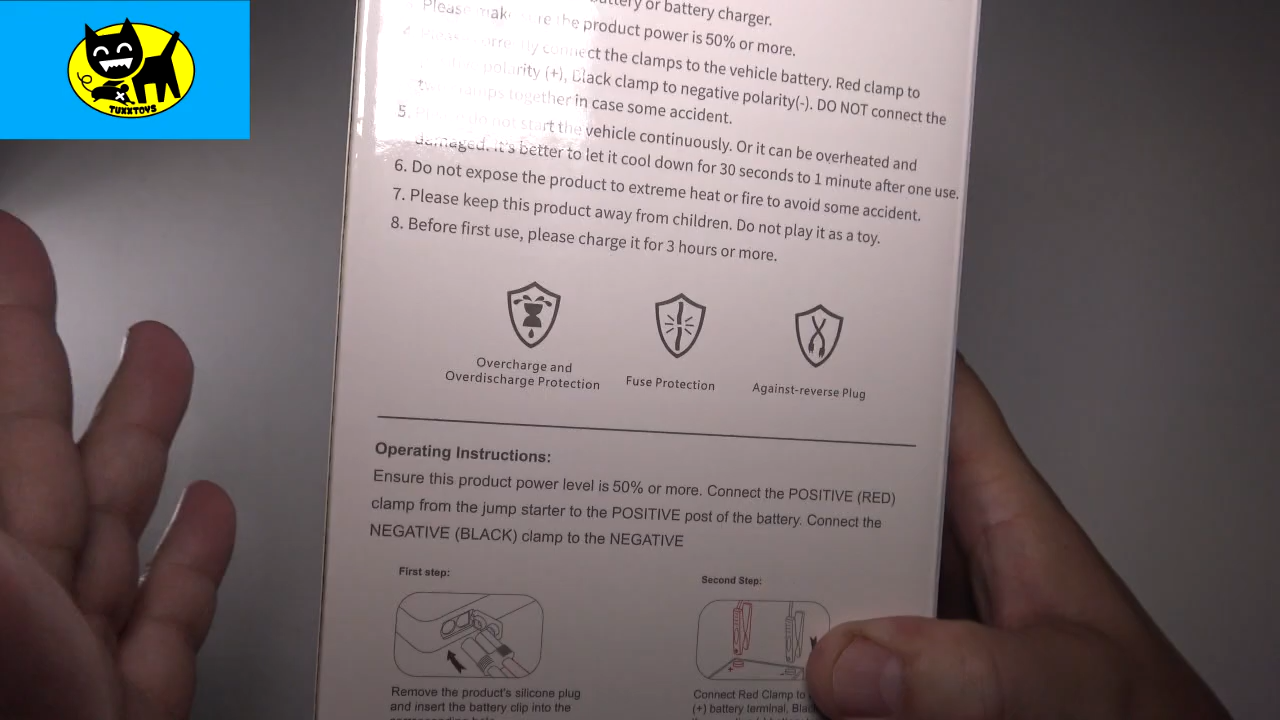 TUXXTOYS
battery or battery charger.
Please make sure the product power is 50% or more.
4. Please correctly connect the clamps to the vehicle battery. Red clamp to
polarity (+), Black clamp to negative polarity(-). DO NOT connect the
two clamps together in case some accident.
5. Please do not start the vehicle continuously. Or it can be overheated and
damaged. It's better to let it cool down for 30 seconds to 1 minute after one use.
6. Do not expose the product to extreme heat or fire to avoid some accident.
7. Please keep this product away from children. Do not play it as a toy.
8. Before first use, please charge it for 3 hours or more.
Overcharge and
Overdischarge Protection
Fuse Protection
Against-reverse Plug
Operating Instructions:
Ensure this product power level is 50% or more. Connect the POSITIVE (RED)
clamp from the jump starter to the POSITIVE post of the battery. Connect the
NEGATIVE (BLACK) clamp to the NEGATIVE
First step:
Remove the product's silicone plug
and insert the battery clip into the
Second Step:
Connect Red Clamp to
(+) battery terminal, Black